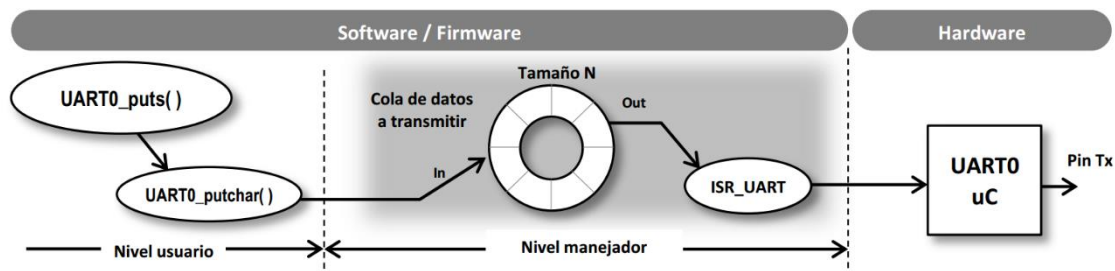 Software / Firmware
Hardware
Tamaño N
UART0_puts( )
Cola de datos
a transmitir
Out
In
UART0_putchar( )
ISR_UART
UART0
uC
Pin Tx
Nivel usuario
Nivel manejador